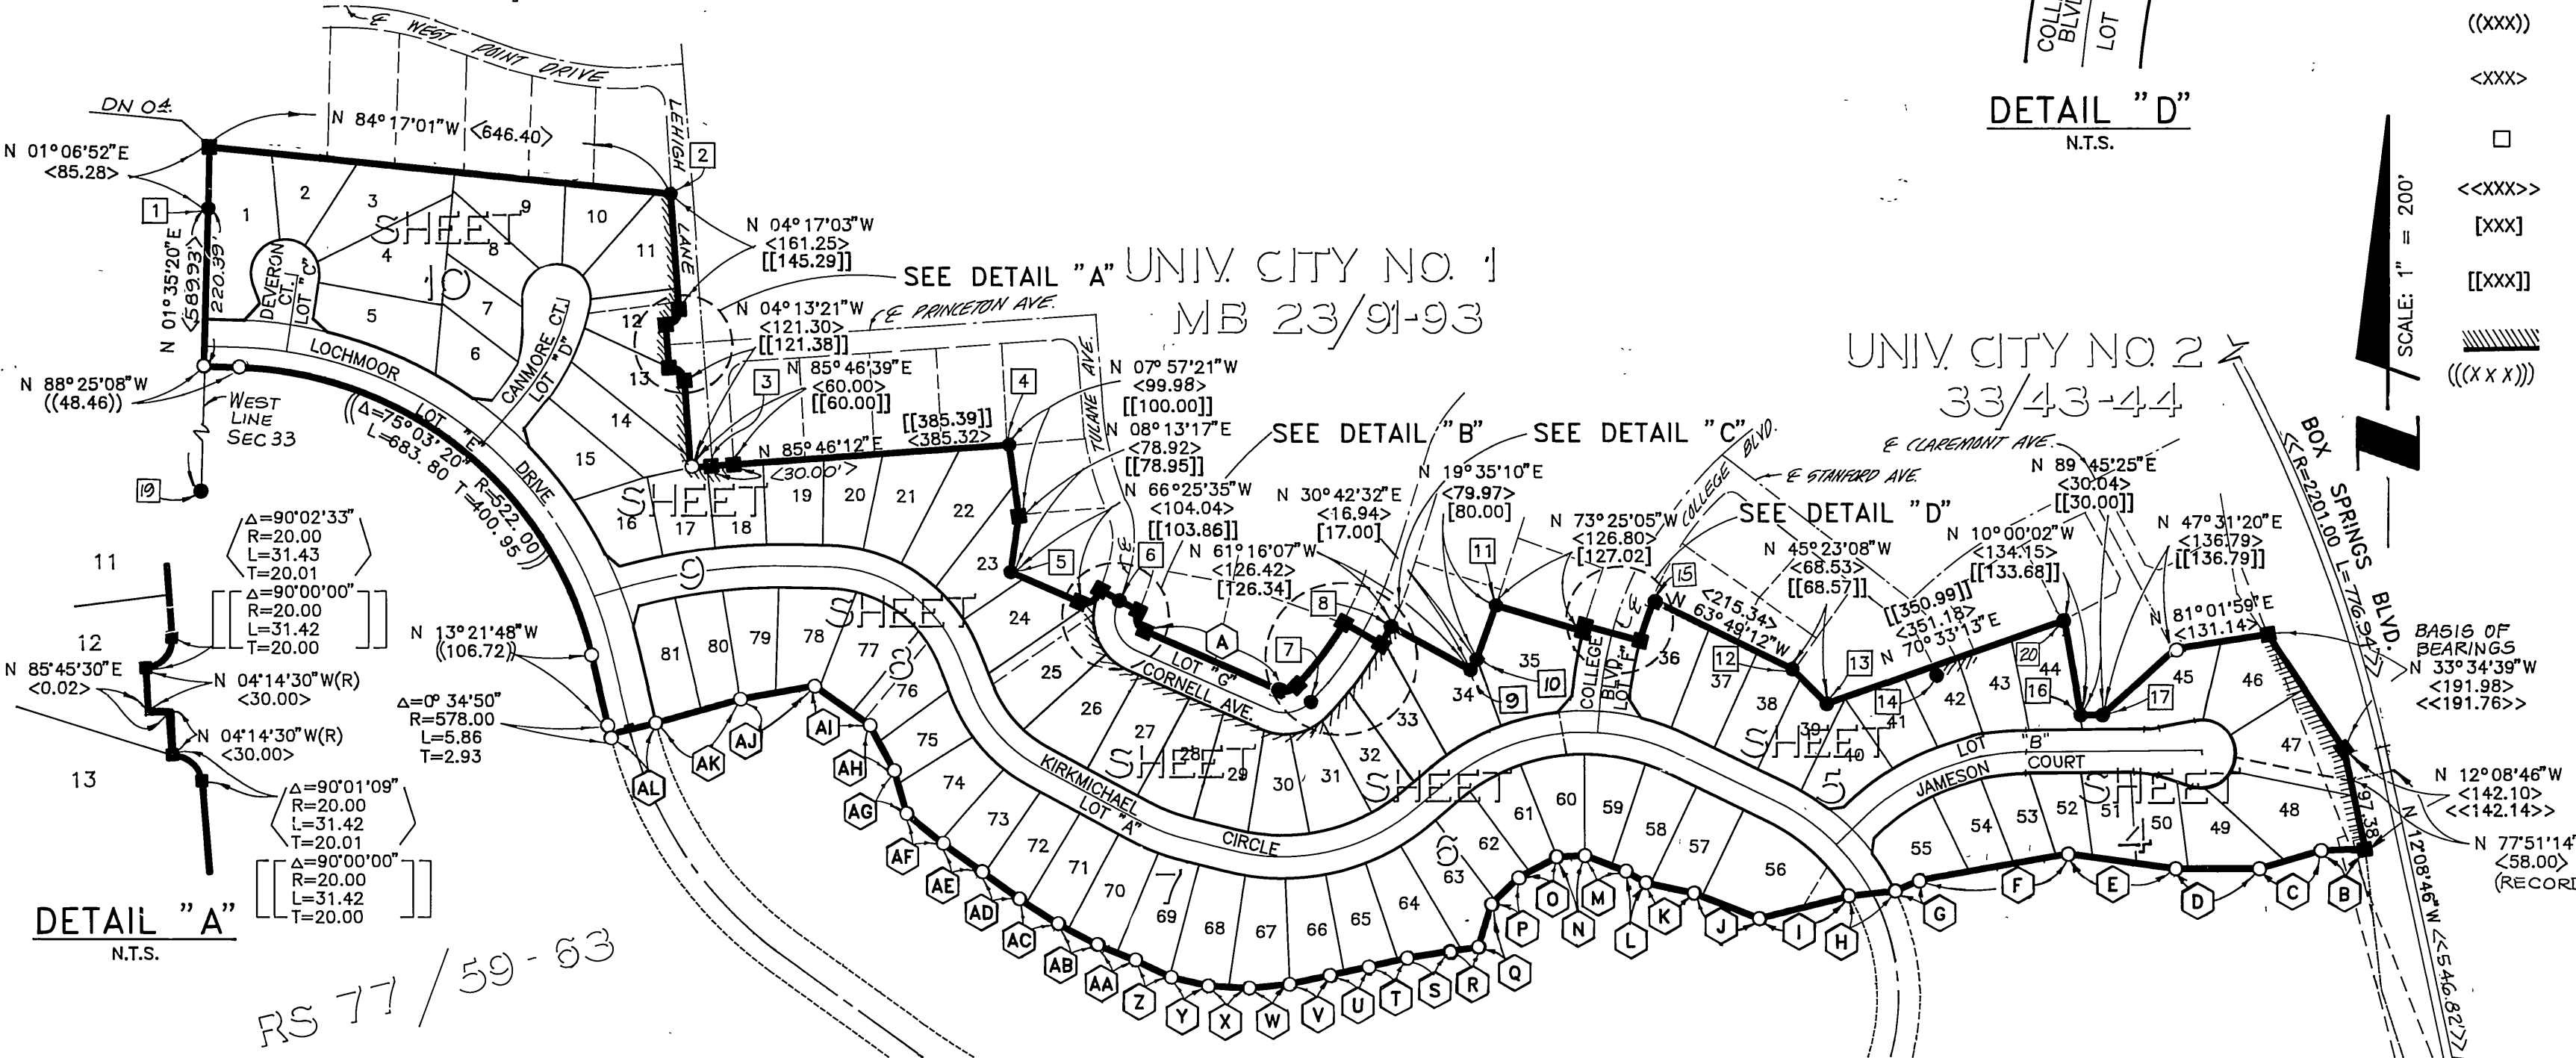 ℄ WEST POINT DRIVE
DN 04
N 84°17'01"W <646.40>
N 01°06'52"E
<85.28>
1
N 01°35'20"E
<589.93'>
220.39'
N 88°25'08"W
((48.46))
WEST
LINE
SEC 33
19
LEHIGH
LANE
2
N 04°17'03"W
<161.25>
[[145.29]]
SEE DETAIL "A"
N 04°13'21"W
<121.30>
[[121.38]]
℄ PRINCETON AVE.
UNIV. CITY NO. 1
MB 23/91-93
3
N 85°46'39"E
<60.00>
[[60.00]]
N 85°46'12"E
<30.00'>
[[385.39]]
<385.32>
4
TULANE AVE.
N 07°57'21"W
<99.98>
[[100.00]]
N 08°13'17"E
<78.92>
[[78.95]]
N 66°25'35"W
<104.04>
[[103.86]]
5
6
SEE DETAIL "B"
N 61°16'07"W
<126.42>
[126.34]
N 30°42'32"E
<16.94>
[17.00]
SEE DETAIL "C"
N 19°35'10"E
<79.97>
[80.00]
7
8
9
10
11
N 73°25'05"W
<126.80>
[127.02]
COLLEGE BLVD.
℄ STANFORD AVE.
SEE DETAIL "D"
15
<215.34>
N 63°49'12"W
N 45°23'08"W
<68.53>
[[68.57]]
12
13
14
[[350.99]]
<351.18>
N 70°33'13"E
UNIV. CITY NO. 2
33/43-44
℄ CLAREMONT AVE.
N 89°45'25"E
<30.04>
[[30.00]]
N 10°00'02"W
<134.15>
[[133.68]]
N 47°31'20"E
<136.79>
[[136.79]]
20
16
17
N 81°01'59"E
<131.14>
BOX SPRINGS BLVD.
<<R=2201.00 L=776.94>>
BASIS OF
BEARINGS
N 33°34'39"W
<191.98>
<<191.76>>
N 12°08'46"W
<142.10>
<<142.14>>
97.38
N 77°51'14"
<58.00>
N 12°08'46"W <<546.82'>>
COLL
BLVD
LOT
DETAIL "D"
N.T.S.
SCALE: 1" = 200'
((XXX))
<XXX>
<<XXX>>
[XXX]
[[XXX]]
(((XXX)))
1
2
3
4
5
6
7
8
9
10
11
12
13
14
15
16
17
18
19
20
21
22
23
24
25
26
27
28
29
30
31
32
33
34
35
36
37
38
39
40
41
42
43
44
45
46
47
48
49
50
51
52
53
54
55
56
57
58
59
60
61
62
63
64
65
66
67
68
69
70
71
72
73
74
75
76
77
78
79
80
81
SHEET
10
SHEET
9
SHEET
8
SHEET
7
SHEET
6
SHEET
5
SHEET
4
DEVERON
CT.
LOT "C"
CANMORE CT.
LOT "D"
LOCHMOOR
DRIVE
LOT "E"
((Δ=75°03'20" R=522.00
L=683.80 T=400.95))
LOT "G"
CORNELL AVE.
COLLEGE
BLVD.
LOT "F"
KIRKMICHAEL
CIRCLE
LOT "A"
LOT "B"
JAMESON COURT
N 13°21'48"W
((106.72))
Δ=0°34'50"
R=578.00
L=5.86
T=2.93
A
AL
AK
AJ
AI
AH
AG
AF
AE
AD
AC
AB
AA
Z
Y
X
W
V
U
T
S
R
Q
P
O
N
M
L
K
J
I
H
G
F
E
D
C
B
Δ=90°02'33"
R=20.00
L=31.43
T=20.01
Δ=90°00'00"
R=20.00
L=31.42
T=20.00
11
12
13
N 85°45'30"E
<0.02>
N 04°14'30"W(R)
<30.00>
N 04°14'30"W(R)
<30.00>
Δ=90°01'09"
R=20.00
L=31.42
T=20.01
Δ=90°00'00"
R=20.00
L=31.42
T=20.00
DETAIL "A"
N.T.S.
RS 77/59-63